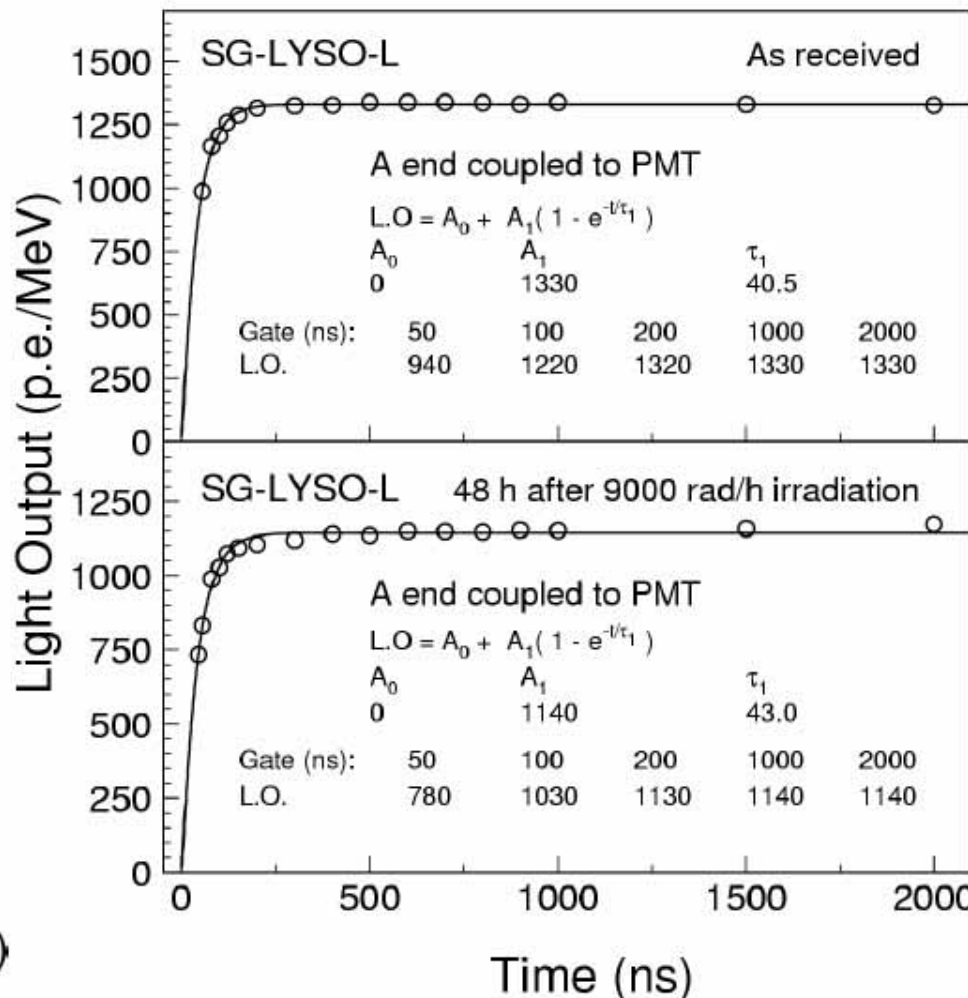 Light Output (p.e./MeV)
1500
1250
1000
750
500
250
0
SG-LYSO-L As received
A end coupled to PMT
L.O = A₀ + A₁( 1 - e^-t/τ₁ )
A₀ A₁ τ₁
0 1330 40.5
Gate (ns): 50 100 200 1000 2000
L.O. 940 1220 1320 1330 1330
1250
1000
750
500
250
0
SG-LYSO-L 48 h after 9000 rad/h irradiation
A end coupled to PMT
L.O = A₀ + A₁( 1 - e^-t/τ₁ )
A₀ A₁ τ₁
0 1140 43.0
Gate (ns): 50 100 200 1000 2000
L.O. 780 1030 1130 1140 1140
0 500 1000 1500 2000
)
Time (ns)